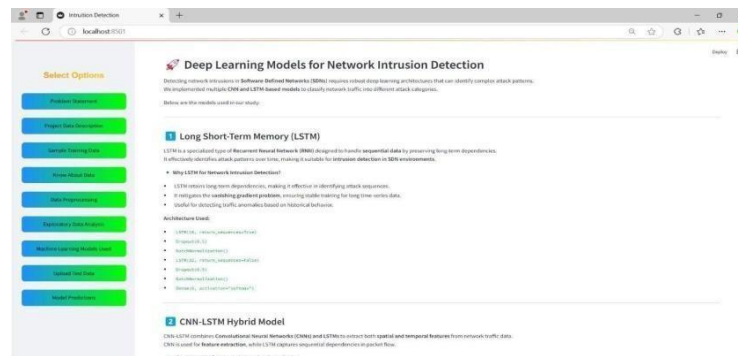 Intrution Detection
localhost:8501
Deploy
Select Options
Problem Statement
Project Data Description
Sample Training Data
Know About Data
Data Preprocessing
Exploratory Data Analysis
Machine Learning Models Used
Upload Test Data
Model Predictions
🚀 Deep Learning Models for Network Intrusion Detection
Detecting network intrusions in Software-Defined Networks (SDNs) requires robust deep learning architectures that can identify complex attack patterns.
We implemented multiple CNN and LSTM-based models to classify network traffic into different attack categories.
Below are the models used in our study:
1 Long Short-Term Memory (LSTM)
LSTM is a specialized type of Recurrent Neural Network (RNN) designed to handle sequential data by preserving long-term dependencies.
It effectively identifies attack patterns over time, making it suitable for intrusion detection in SDN environments.
Why LSTM for Network Intrusion Detection?
LSTM retains long-term dependencies, making it effective in identifying attack sequences.
It mitigates the vanishing gradient problem, ensuring stable training for long time-series data.
Useful for detecting traffic anomalies based on historical behavior.
Architecture Used:
return_sequences=True)
BatchNormalization()
return_sequences=False)
BatchNormalization()
activation="softmax")
2 CNN-LSTM Hybrid Model
CNN-LSTM combines Convolutional Neural Networks (CNNs) and LSTMs to extract both spatial and temporal features from network traffic data.
CNN is used for feature extraction, while LSTM captures sequential dependencies in packet flow.